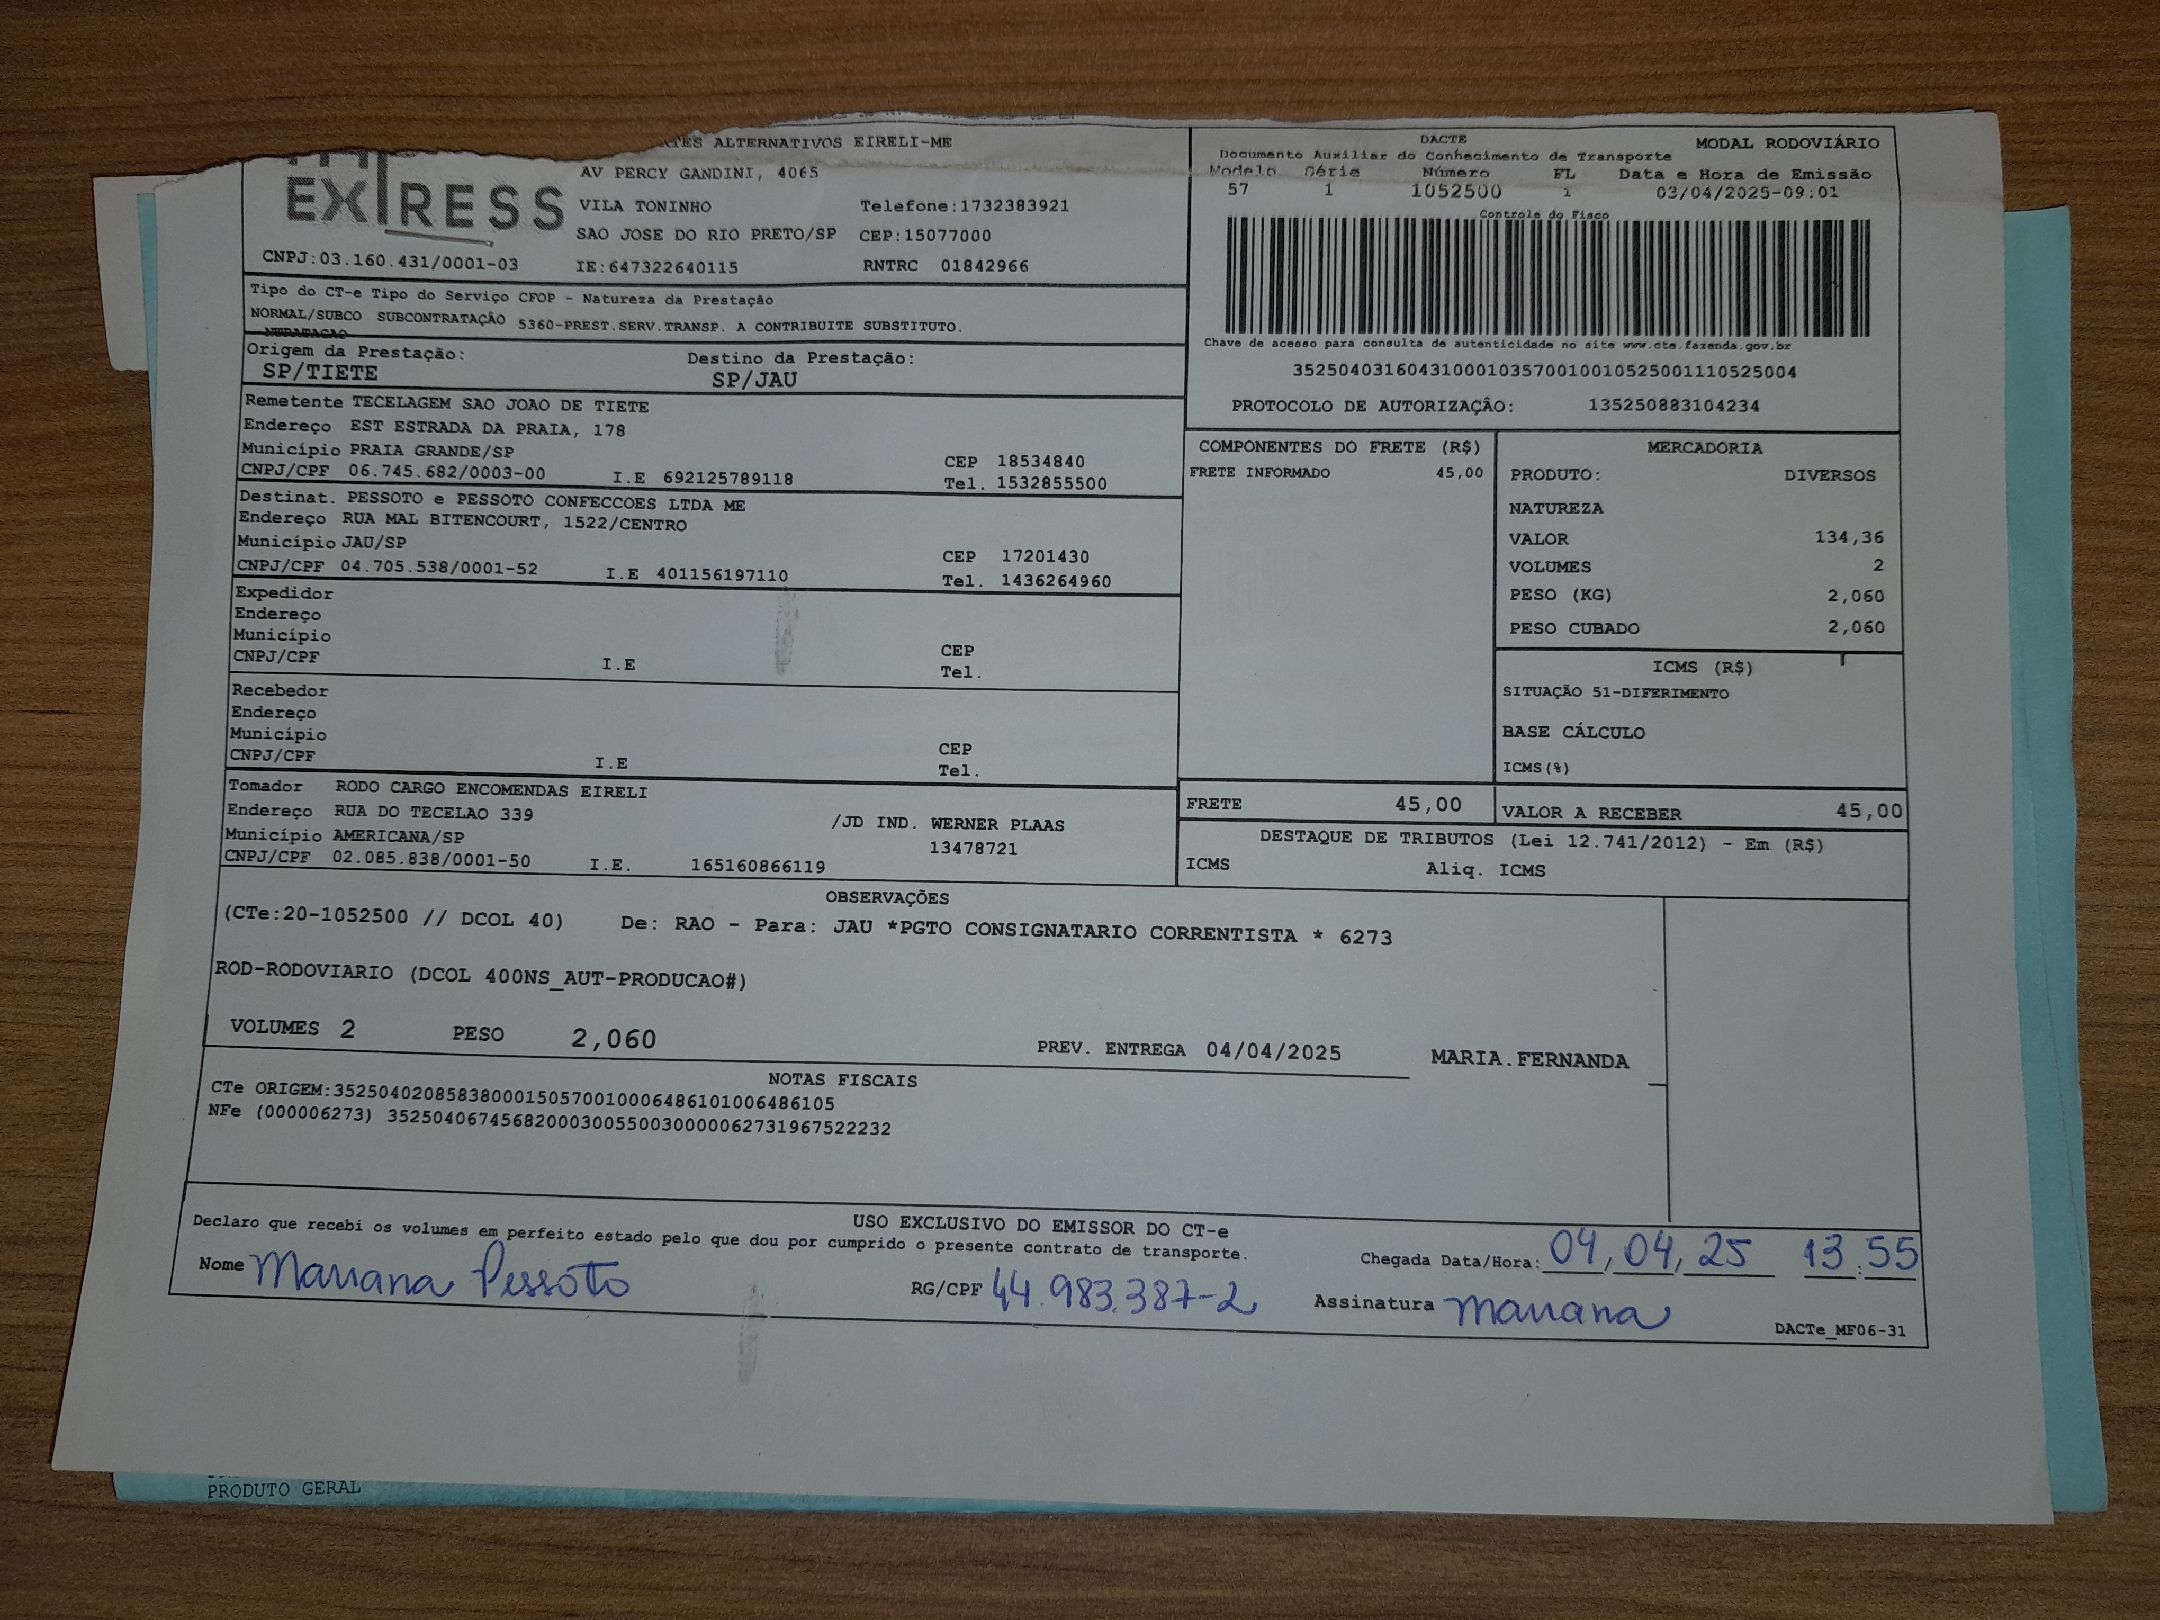 ALTERNATIVOS EIRELI-ME
EXPRESS
AV PERCY GANDINI, 4065
VILA TONINHO Telefone:1732383921
SAO JOSE DO RIO PRETO/SP CEP:15077000
CNPJ:03.160.431/0001-03 IE:647322640115 RNTRC 01842966
DACTE MODAL RODOVIÁRIO
Documento Auxiliar do Conhecimento de Transporte
Modelo Série Número FL Data e Hora de Emissão
57 1 1052500 1 03/04/2025-09:01
Controle do Fisco
Chave de acesso para consulta de autenticidade no site www.cte.fazenda.gov.br
35250403160431000103570010010525001110525004
PROTOCOLO DE AUTORIZAÇÂO: 135250883104234
Tipo do CT-e Tipo do Serviço CFOP - Natureza da Prestação
NORMAL/SUBCO SUBCONTRATAÇÂO 5360-PREST.SERV.TRANSP. A CONTRIBUITE SUBSTITUTO.
NTRATACAO
Origem da Prestação: Destino da Prestação:
SP/TIETE SP/JAU
Remetente TECELAGEM SAO JOAO DE TIETE
Endereço EST ESTRADA DA PRAIA, 178
Município PRAIA GRANDE/SP CEP 18534840
CNPJ/CPF 06.745.682/0003-00 I.E 692125789118 Tel. 1532855500
Destinat. PESSOTO e PESSOTO CONFECCOES LTDA ME
Endereço RUA MAL BITENCOURT, 1522/CENTRO
Município JAU/SP CEP 17201430
CNPJ/CPF 04.705.538/0001-52 I.E 401156197110 Tel. 1436264960
Expedidor
Endereço
Município CEP
CNPJ/CPF I.E Tel.
Recebedor
Endereço
Município CEP
CNPJ/CPF I.E Tel.
Tomador RODO CARGO ENCOMENDAS EIRELI
Endereço RUA DO TECELAO 339 /JD IND. WERNER PLAAS
Município AMERICANA/SP 13478721
CNPJ/CPF 02.085.838/0001-50 I.E. 165160866119
COMPONENTES DO FRETE (R$)
FRETE INFORMADO 45,00
MERCADORIA
PRODUTO: DIVERSOS
NATUREZA
VALOR 134,36
VOLUMES 2
PESO (KG) 2,060
PESO CUBADO 2,060
ICMS (R$)
SITUAÇÃO 51-DIFERIMENTO
BASE CÁLCULO
ICMS(%)
FRETE 45,00 VALOR A RECEBER 45,00
DESTAQUE DE TRIBUTOS (Lei 12.741/2012) - Em (R$)
ICMS Aliq. ICMS
OBSERVAÇÕES
(CTe:20-1052500 // DCOL 40) De: RAO - Para: JAU *PGTO CONSIGNATARIO CORRENTISTA * 6273
ROD-RODOVIARIO (DCOL 400NS_AUT-PRODUCAO#)
VOLUMES 2 PESO 2,060 PREV. ENTREGA 04/04/2025 MARIA.FERNANDA
NOTAS FISCAIS
CTe ORIGEM:35250402085838000150570010006486101006486105
NFe (000006273) 35250406745682000300550030000062731967522232
USO EXCLUSIVO DO EMISSOR DO CT-e
Declaro que recebi os volumes em perfeito estado pelo que dou por cumprido o presente contrato de transporte.
Chegada Data/Hora: 04,04,25 13:55
Nome Mariana Pessoto RG/CPF 44.983.387-2 Assinatura Mariana
DACTe_MF06-31
PRODUTO GERAL